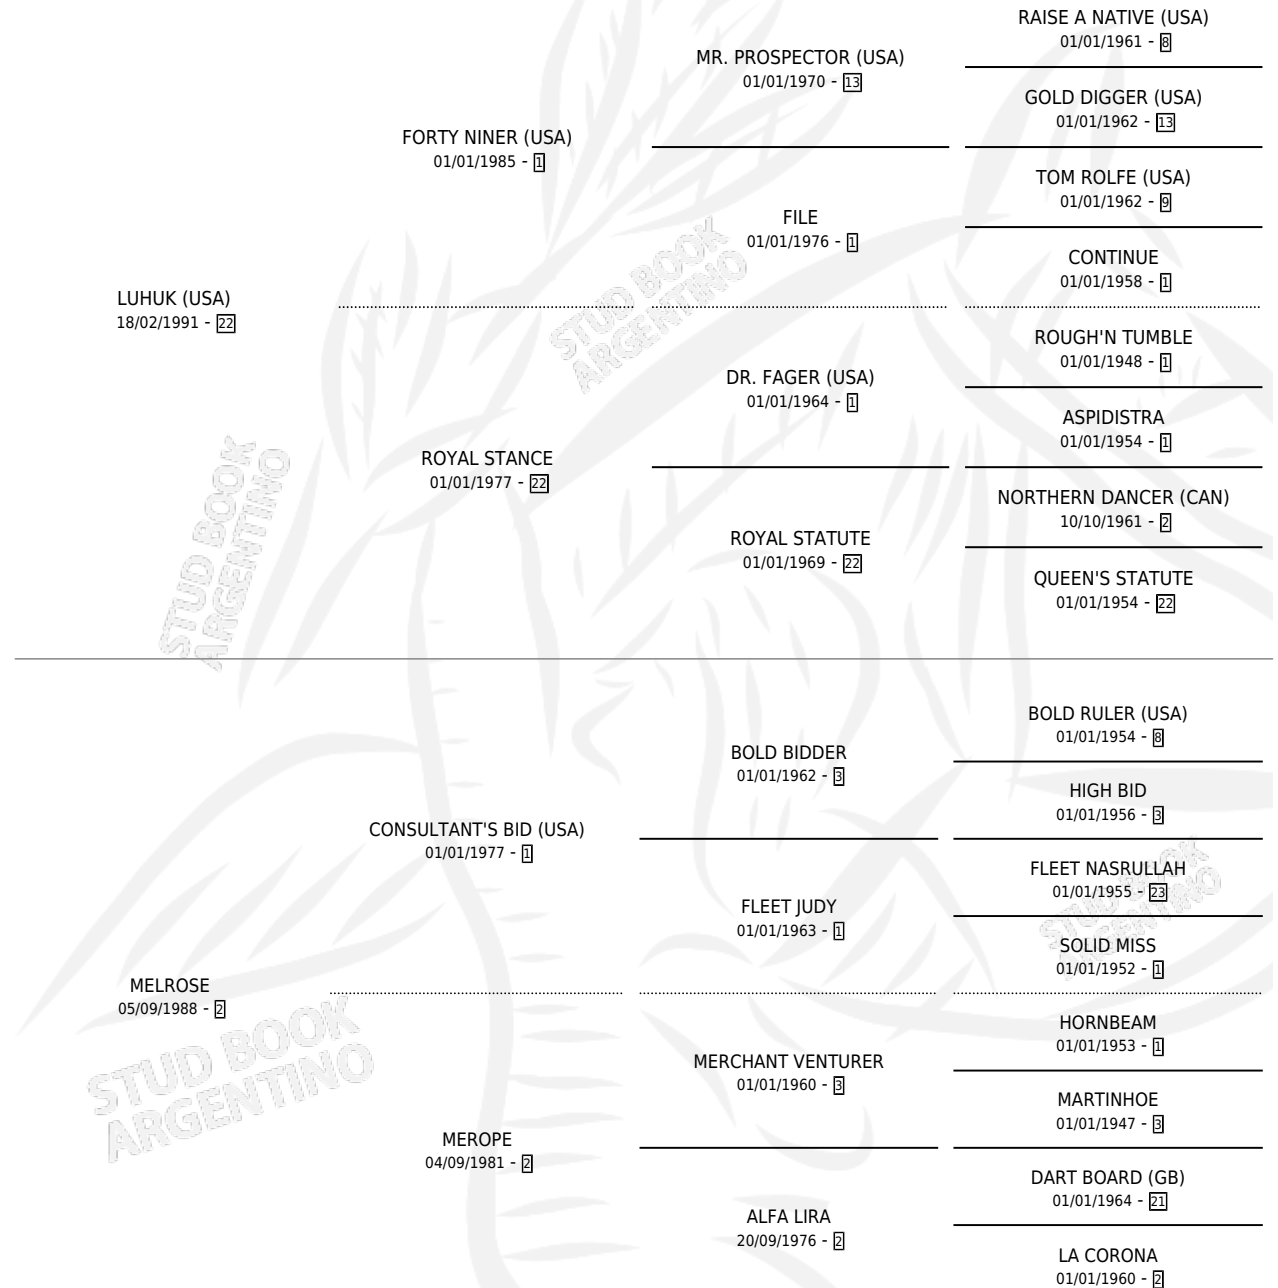 RAISE A NATIVE (USA)
01/01/1961 - 8
MR. PROSPECTOR (USA)
01/01/1970 - 13
GOLD DIGGER (USA)
01/01/1962 - 13
FORTY NINER (USA)
01/01/1985 - 1
TOM ROLFE (USA)
01/01/1962 - 9
FILE
01/01/1976 - 1
CONTINUE
01/01/1958 - 1
LUHUK (USA)
18/02/1991 - 22
ROUGH'N TUMBLE
01/01/1948 - 1
DR. FAGER (USA)
01/01/1964 - 1
ASPIDISTRA
01/01/1954 - 1
ROYAL STANCE
01/01/1977 - 22
NORTHERN DANCER (CAN)
10/10/1961 - 2
ROYAL STATUTE
01/01/1969 - 22
QUEEN'S STATUTE
01/01/1954 - 22
BOLD RULER (USA)
01/01/1954 - 8
BOLD BIDDER
01/01/1962 - 3
HIGH BID
01/01/1956 - 3
CONSULTANT'S BID (USA)
01/01/1977 - 1
FLEET NASRULLAH
01/01/1955 - 23
FLEET JUDY
01/01/1963 - 1
SOLID MISS
01/01/1952 - 1
MELROSE
05/09/1988 - 2
HORNBEAM
01/01/1953 - 1
MERCHANT VENTURER
01/01/1960 - 3
MARTINHOE
01/01/1947 - 3
MEROPE
04/09/1981 - 2
DART BOARD (GB)
01/01/1964 - 21
ALFA LIRA
20/09/1976 - 2
LA CORONA
01/01/1960 - 2
STUD BOOK
ARGENTINO
STUD BOOK
ARGENTINO
STUD BOOK
ARGENTINO
STUD BOOK
ARGENTINO